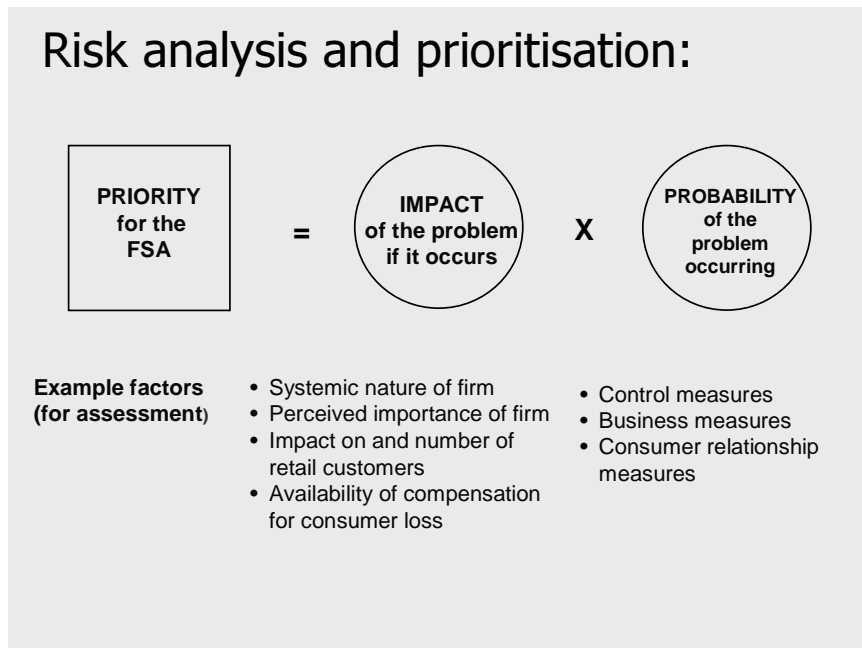 Risk analysis and prioritisation:
PRIORITY
for the
FSA
=
IMPACT
of the problem
if it occurs
X
PROBABILITY
of the
problem
occurring
Example factors
(for assessment)
• Systemic nature of firm
• Perceived importance of firm
• Impact on and number of
retail customers
• Availability of compensation
for consumer loss
• Control measures
• Business measures
• Consumer relationship
measures